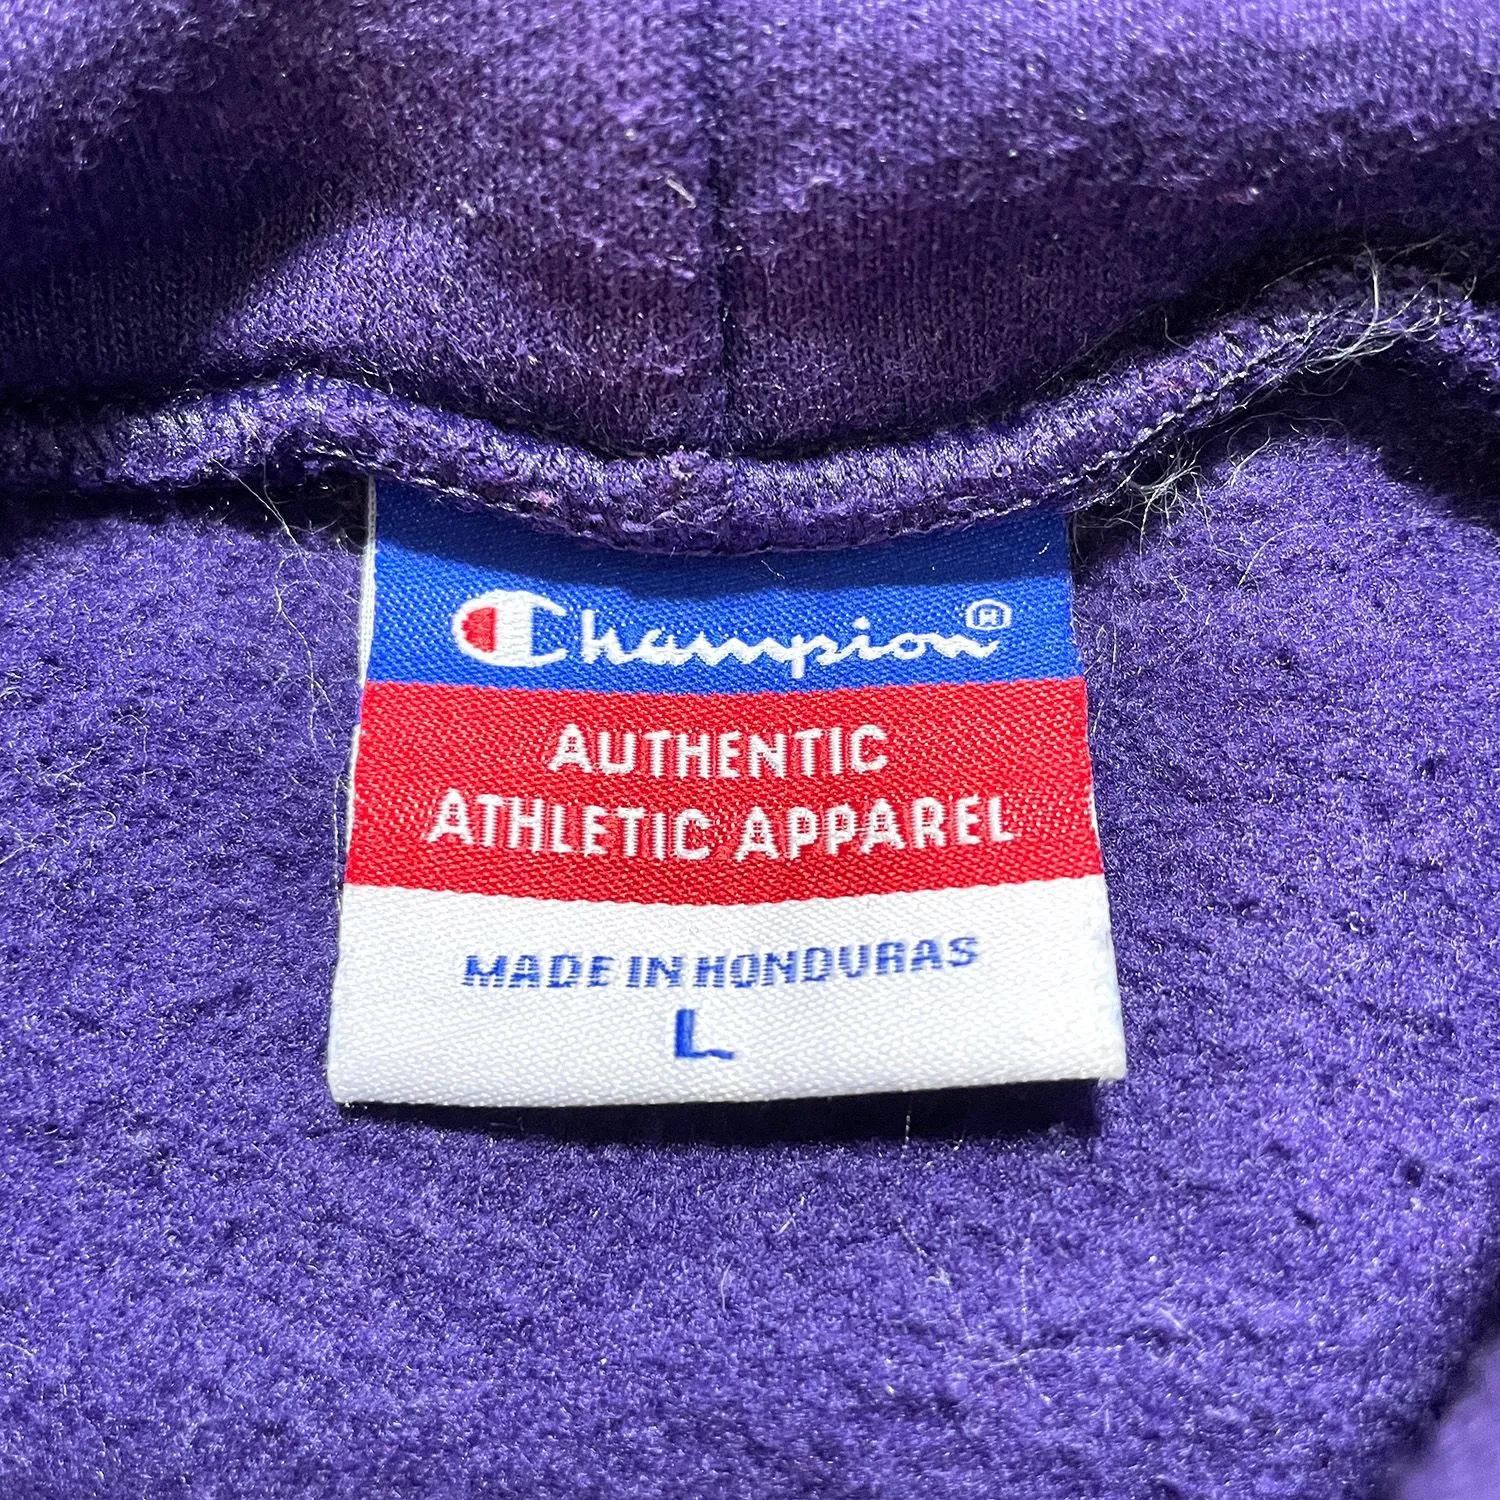 Champion®
AUTHENTIC
ATHLETIC APPAREL
MADE IN HONDURAS
L